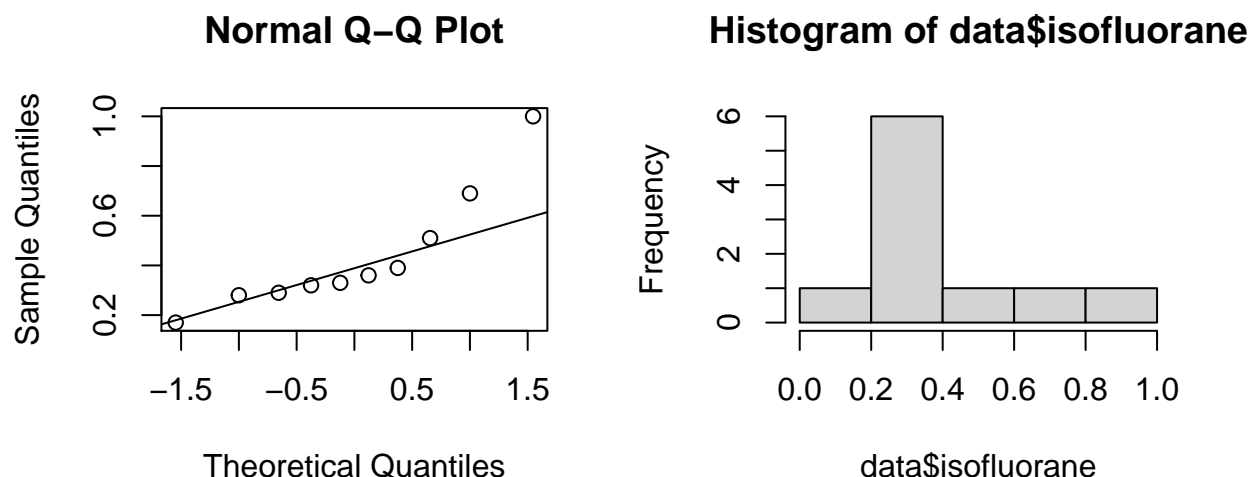 Normal Q−Q Plot
Sample Quantiles
0.2
0.6
1.0
−1.5
−0.5
0.5
1.5
Theoretical Quantiles
Histogram of data$isofluorane
Frequency
0
2
4
6
0.0
0.2
0.4
0.6
0.8
1.0
data$isofluorane